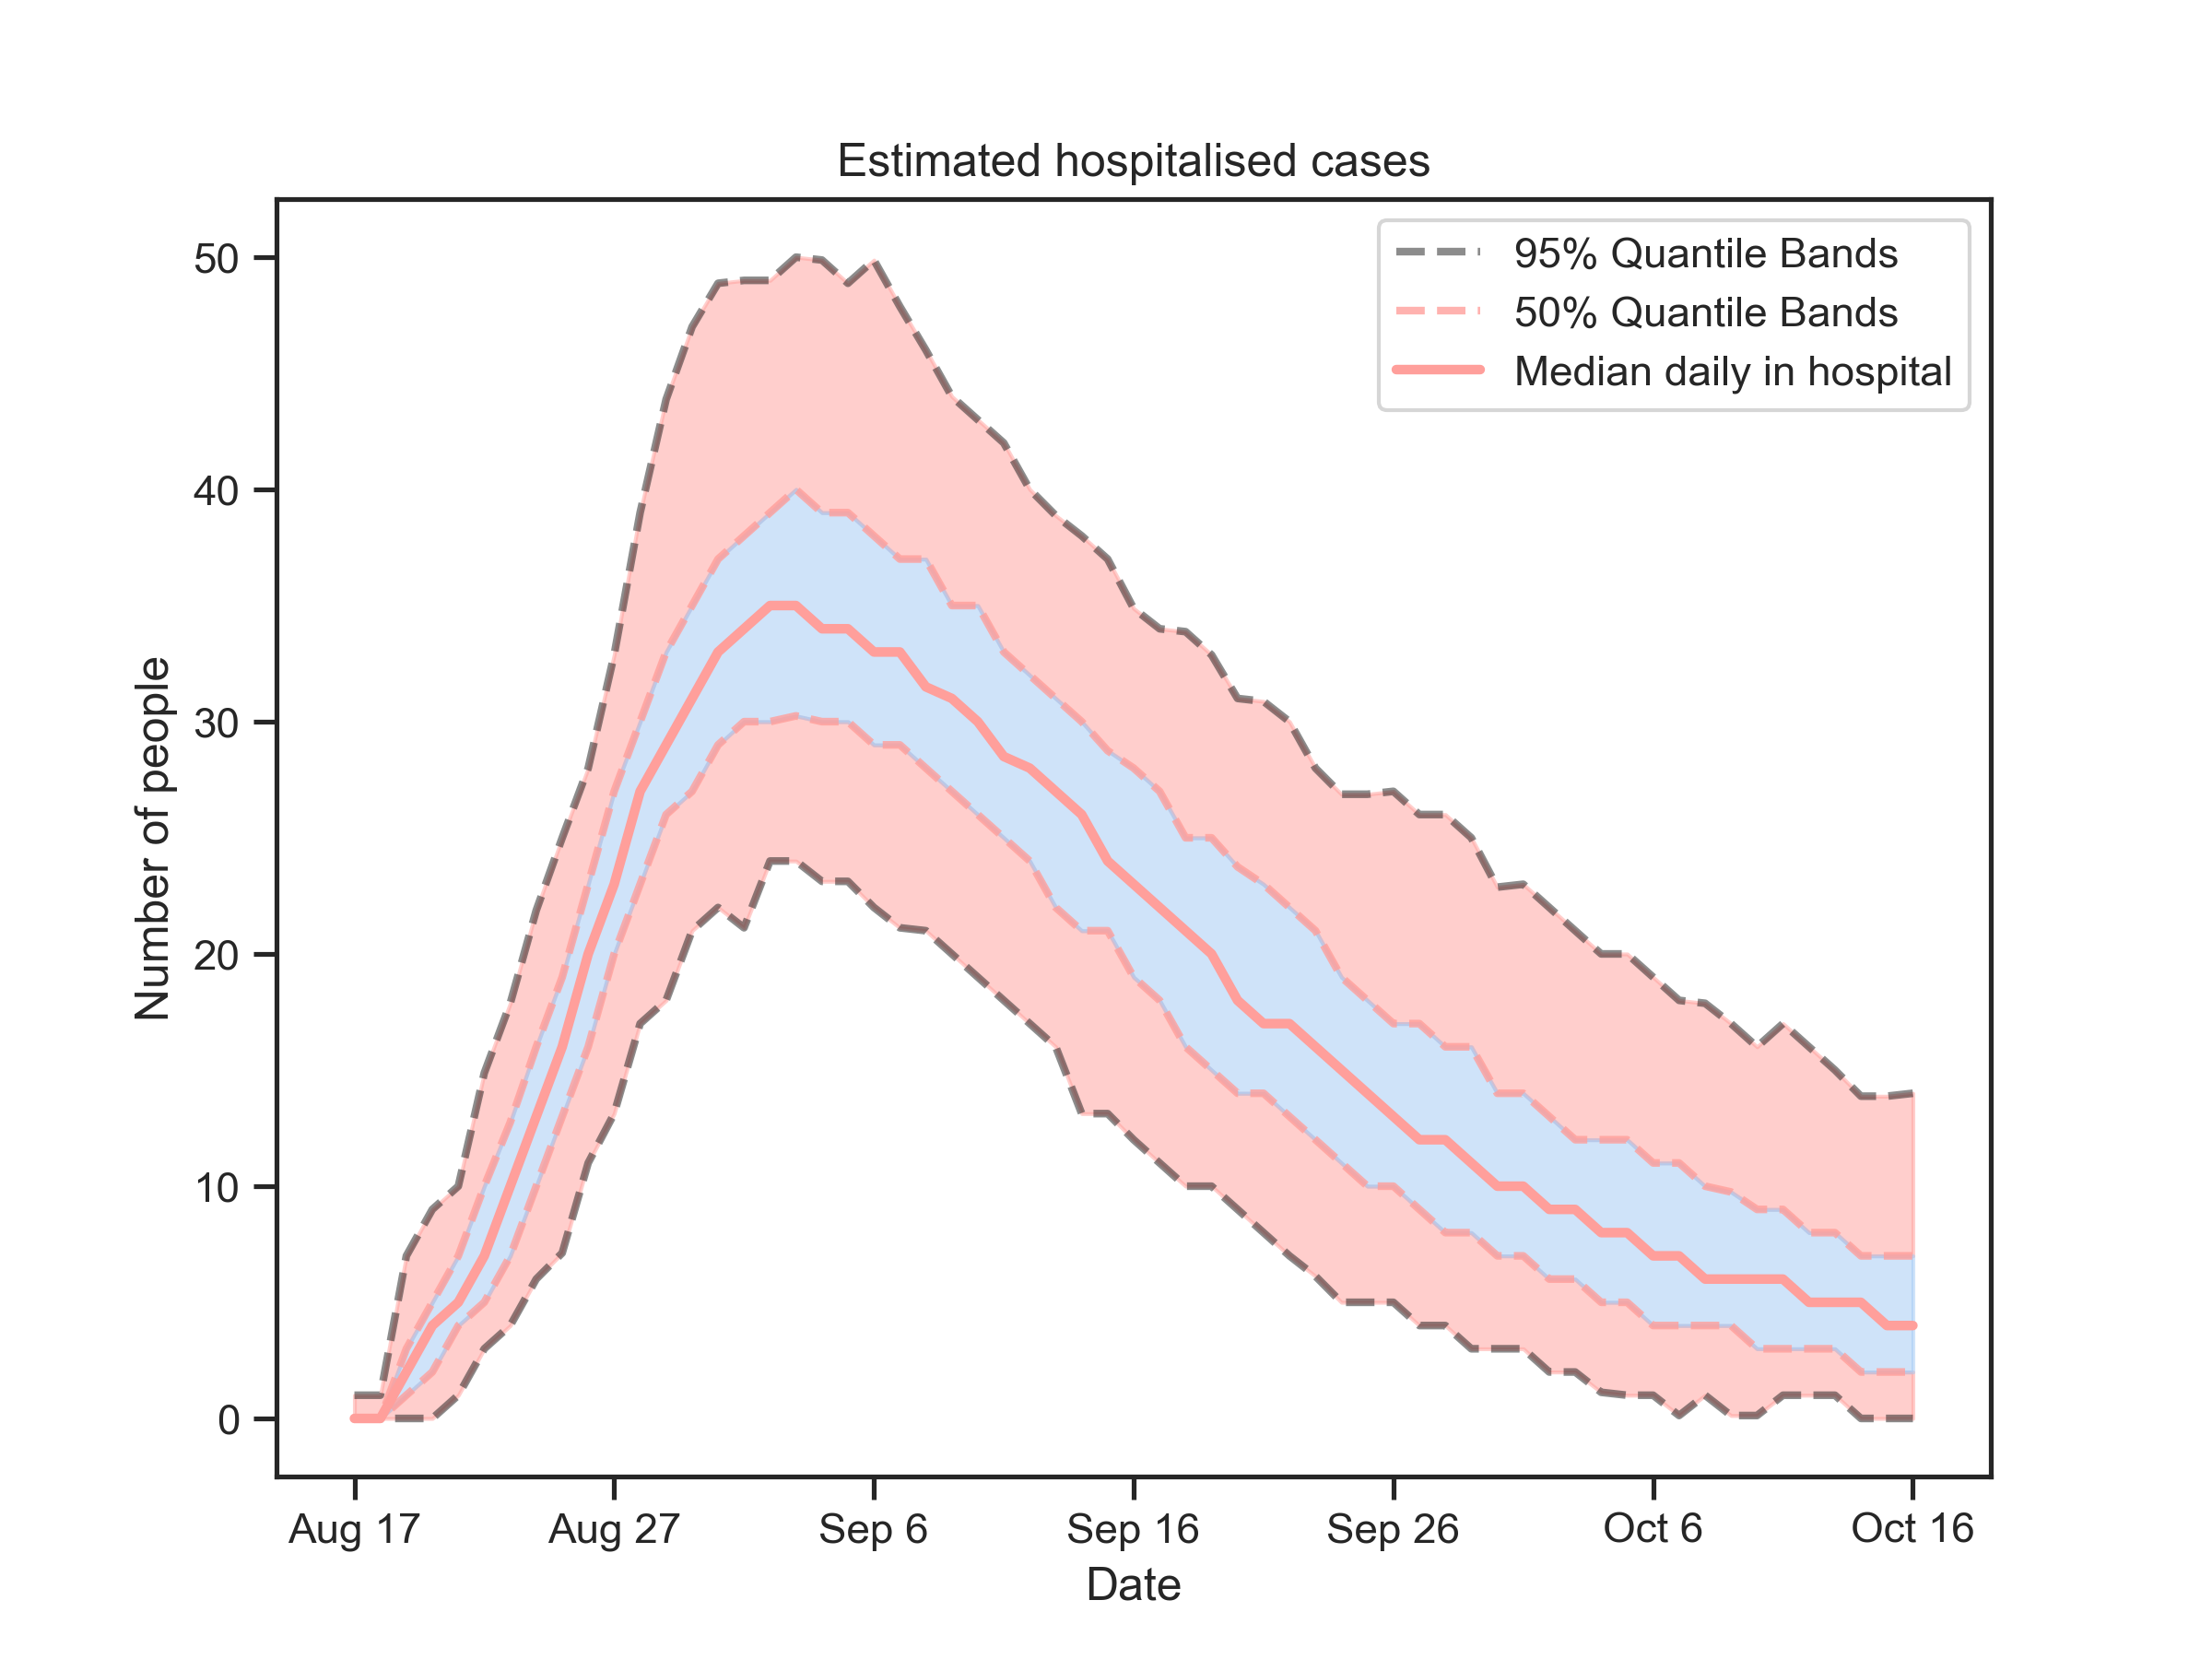 Estimated hospitalised cases
95% Quantile Bands
50% Quantile Bands
Median daily in hospital
Number of people
50
40
30
20
10
0
Aug 17 Aug 27 Sep 6 Sep 16 Sep 26 Oct 6 Oct 16
Date